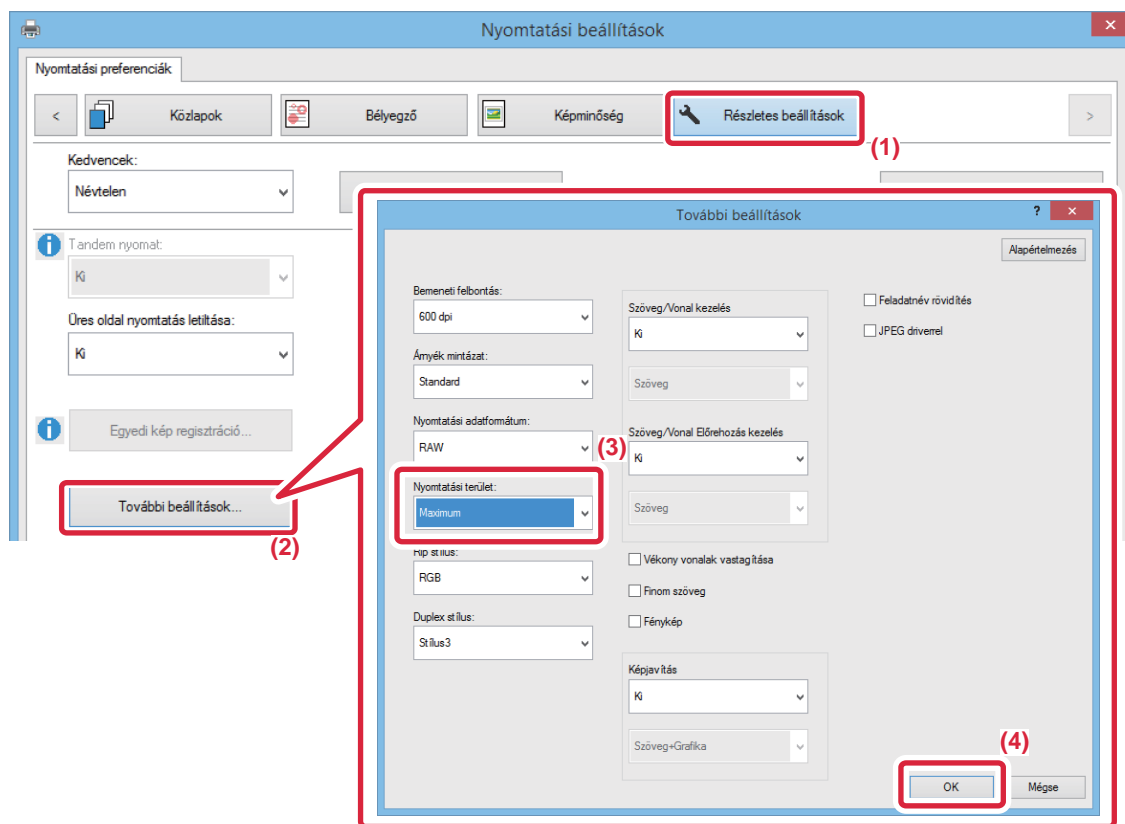 Nyomtatási beállítások
Nyomtatási preferenciák
< Közlapok Bélyegző Képminőség Részletes beállítások >
(1)
Kedvencek:
Névtelen
Tandem nyomat:
Ki
Üres oldal nyomtatás letiltása:
Ki
Egyedi kép regisztráció...
További beállítások...
(2)
További beállítások
?
Alapértelmezés
Bemeneti felbontás:
600 dpi
Árnyék mintázat:
Standard
Nyomtatási adatformátum:
RAW
(3)
Nyomtatási terület:
Maximum
Rip stílus:
RGB
Duplex stílus:
Stílus3
Szöveg/Vonal kezelés
Ki
Szöveg
Szöveg/Vonal Előrehozás kezelés
Ki
Szöveg
Vékony vonalak vastagítása
Finom szöveg
Fénykép
Képjavítás
Ki
Szöveg+Grafika
Feladatnév rövidítés
JPEG driverrel
(4)
OK Mégse